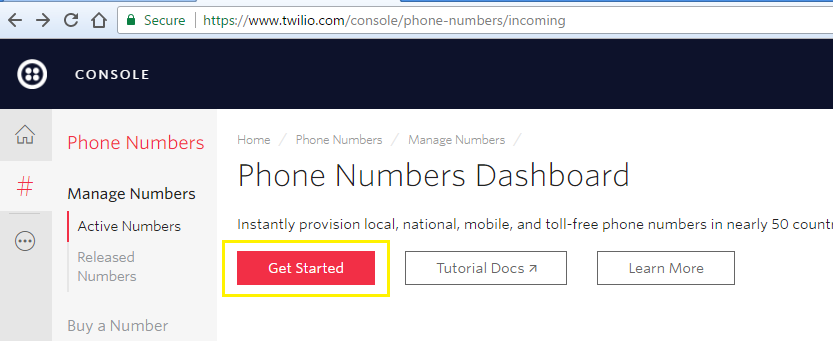 Secure https://www.twilio.com/console/phone-numbers/incoming
CONSOLE
Phone Numbers
Manage Numbers
Active Numbers
Released
Numbers
Buy a Number
Home / Phone Numbers / Manage Numbers /
Phone Numbers Dashboard
Instantly provision local, national, mobile, and toll-free phone numbers in nearly 50
Get Started Tutorial Docs ↗ Learn More